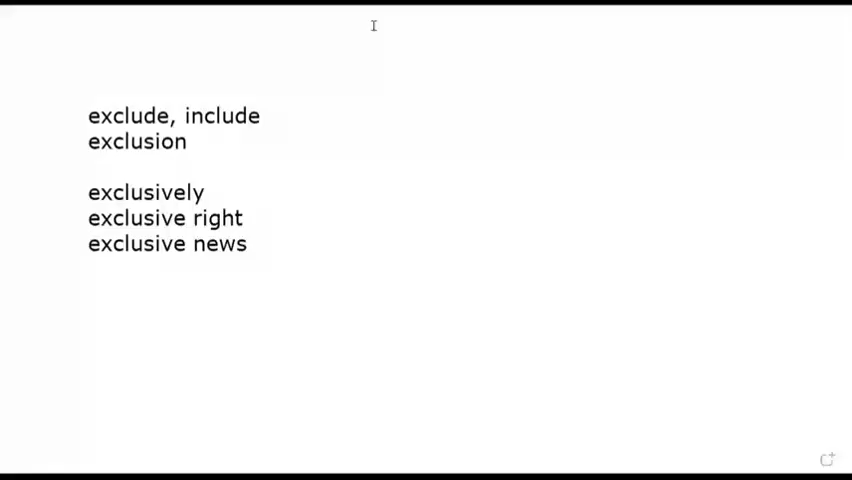 exclude, include
exclusion
exclusively
exclusive right
exclusive news